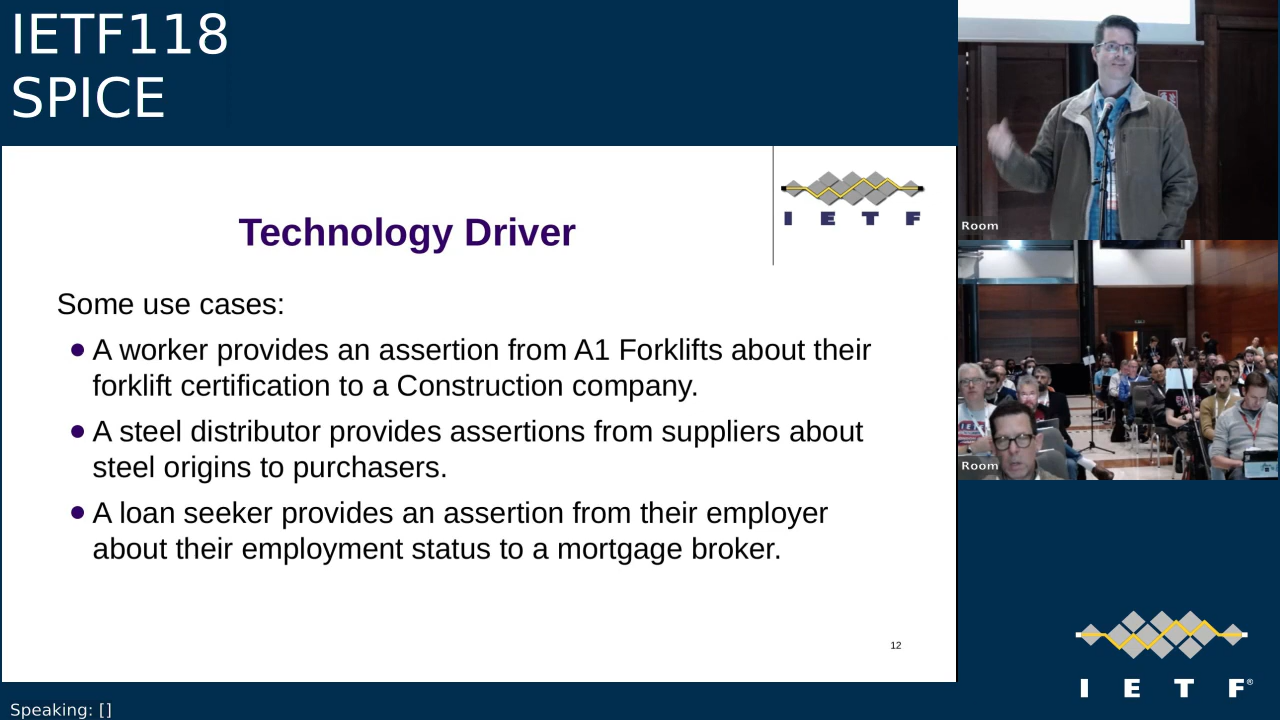 IETF118
SPICE
Technology Driver
I E T F
Some use cases:
● A worker provides an assertion from A1 Forklifts about their
forklift certification to a Construction company.
● A steel distributor provides assertions from suppliers about
steel origins to purchasers.
● A loan seeker provides an assertion from their employer
about their employment status to a mortgage broker.
12
Room
Room
I E T F®
Speaking: []